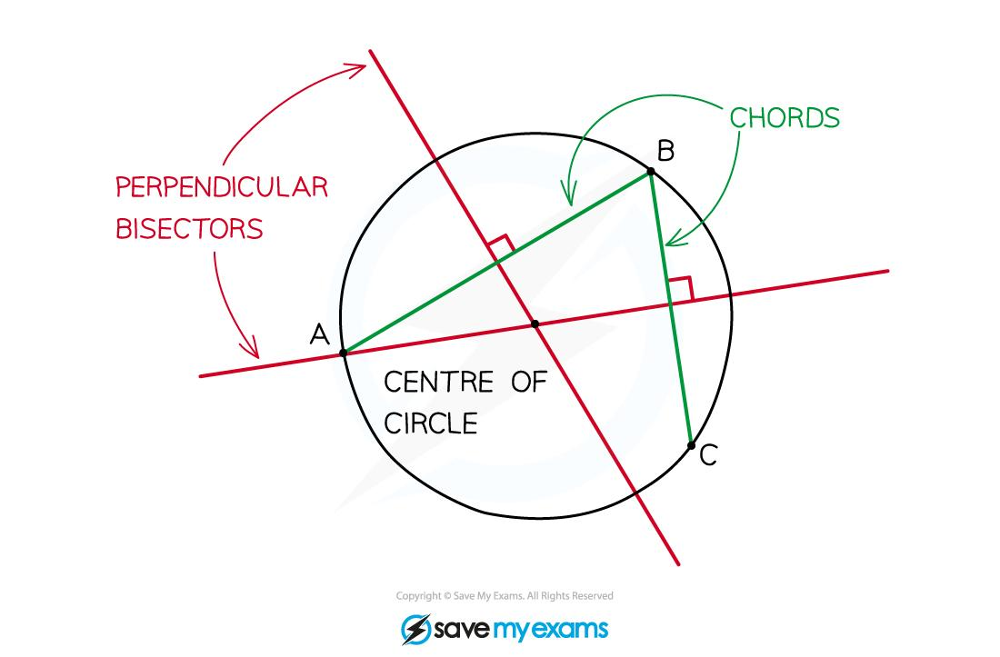 CHORDS
B
PERPENDICULAR
BISECTORS
A
CENTRE OF
CIRCLE
C
Copyright © Save My Exams. All Rights Reserved
save my exams